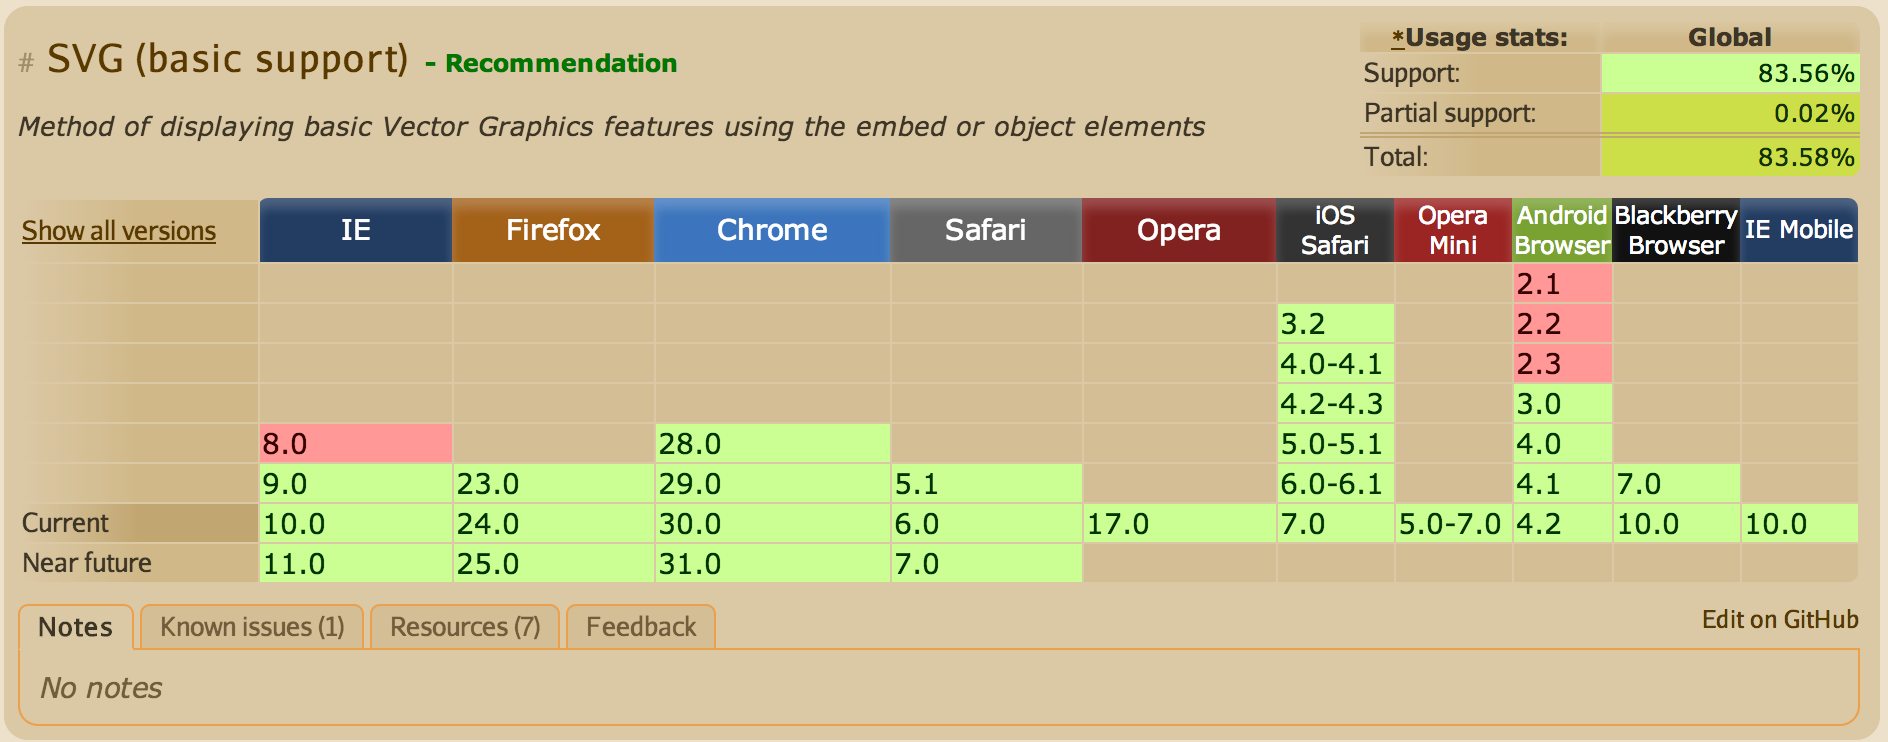 # SVG (basic support) - Recommendation
Method of displaying basic Vector Graphics features using the embed or object elements
*Usage stats: Global
Support: 83.56%
Partial support: 0.02%
Total: 83.58%
Show all versions IE Firefox Chrome Safari Opera iOS Safari Opera Mini Android Browser Blackberry Browser IE Mobile
2.1
3.2 2.2
4.0-4.1 2.3
4.2-4.3 3.0
8.0 28.0 5.0-5.1 4.0
9.0 23.0 29.0 5.1 6.0-6.1 4.1 7.0
Current 10.0 24.0 30.0 6.0 17.0 7.0 5.0-7.0 4.2 10.0 10.0
Near future 11.0 25.0 31.0 7.0
Notes Known issues (1) Resources (7) Feedback Edit on GitHub
No notes